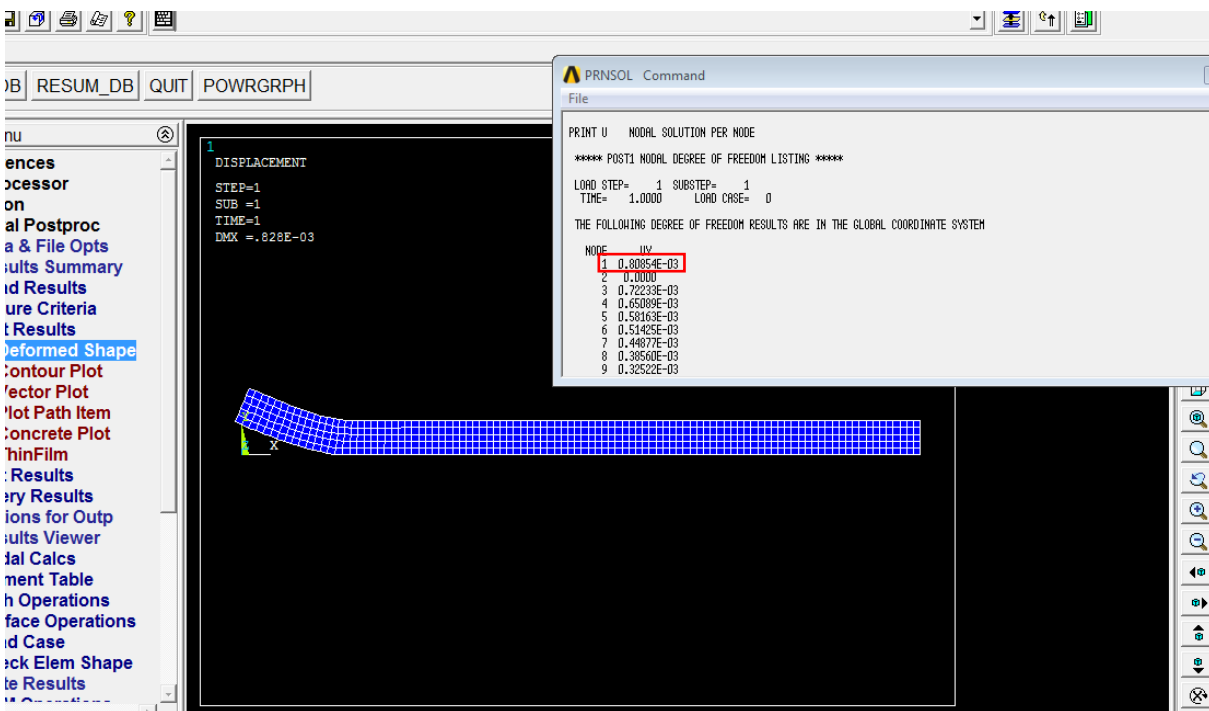 DB RESUM_DB QUIT POWRGRPH
PRNSOL Command
File
PRINT U NODAL SOLUTION PER NODE
***** POST1 NODAL DEGREE OF FREEDOM LISTING *****
LOAD STEP= 1 SUBSTEP= 1
TIME= 1.0000 LOAD CASE= 0
THE FOLLOWING DEGREE OF FREEDOM RESULTS ARE IN THE GLOBAL COORDINATE SYSTEM
NODE UY
1 0.80854E-03
2 0.0000
3 0.72233E-03
4 0.65089E-03
5 0.58163E-03
6 0.51425E-03
7 0.44877E-03
8 0.38560E-03
9 0.32522E-03
nu
ences
ocessor
on
al Postproc
a & File Opts
sults Summary
ad Results
ure Criteria
t Results
Deformed Shape
Contour Plot
Vector Plot
Plot Path Item
Concrete Plot
ThinFilm
t Results
ery Results
tions for Outp
sults Viewer
dal Calcs
ment Table
h Operations
face Operations
ad Case
eck Elem Shape
te Results
1
DISPLACEMENT
STEP=1
SUB =1
TIME=1
DMX =.828E-03
X